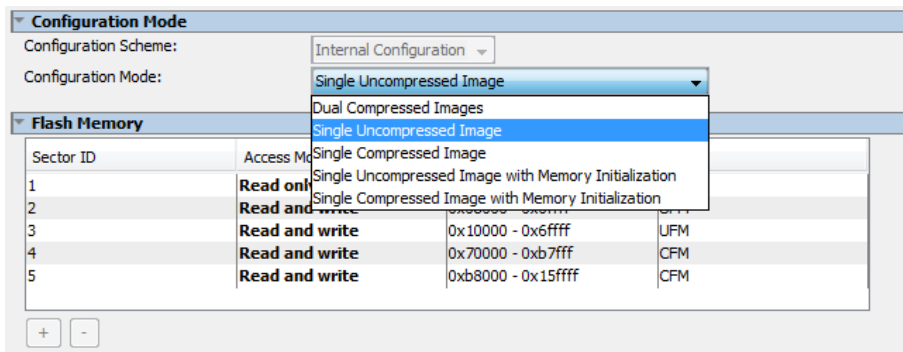 Configuration Mode
Configuration Scheme: Internal Configuration
Configuration Mode: Single Uncompressed Image
Dual Compressed Images
Single Uncompressed Image
Single Compressed Image
Single Uncompressed Image with Memory Initialization
Single Compressed Image with Memory Initialization
Flash Memory
Sector ID Access
1 Read only
2 Read and write
3 Read and write 0x10000 - 0x6ffff UFM
4 Read and write 0x70000 - 0xb7fff CFM
5 Read and write 0xb8000 - 0x15ffff CFM
+ -